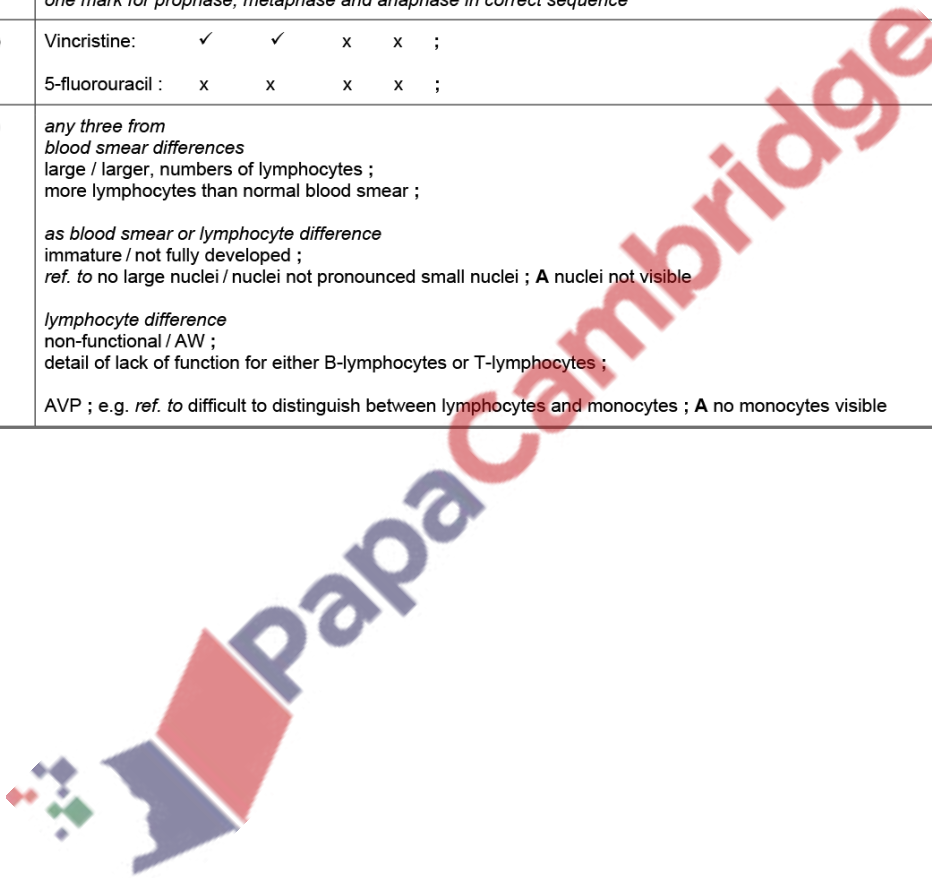 one mark for prophase, metaphase and anaphase in correct sequence
Vincristine: ✓ ✓ x x ;
5-fluorouracil : x x x x ;
any three from
blood smear differences
large / larger, numbers of lymphocytes ;
more lymphocytes than normal blood smear ;
as blood smear or lymphocyte difference
immature / not fully developed ;
ref. to no large nuclei / nuclei not pronounced small nuclei ; A nuclei not visible
lymphocyte difference
non-functional / AW ;
detail of lack of function for either B-lymphocytes or T-lymphocytes ;
AVP ; e.g. ref. to difficult to distinguish between lymphocytes and monocytes ; A no monocytes visible
PapaCambridge